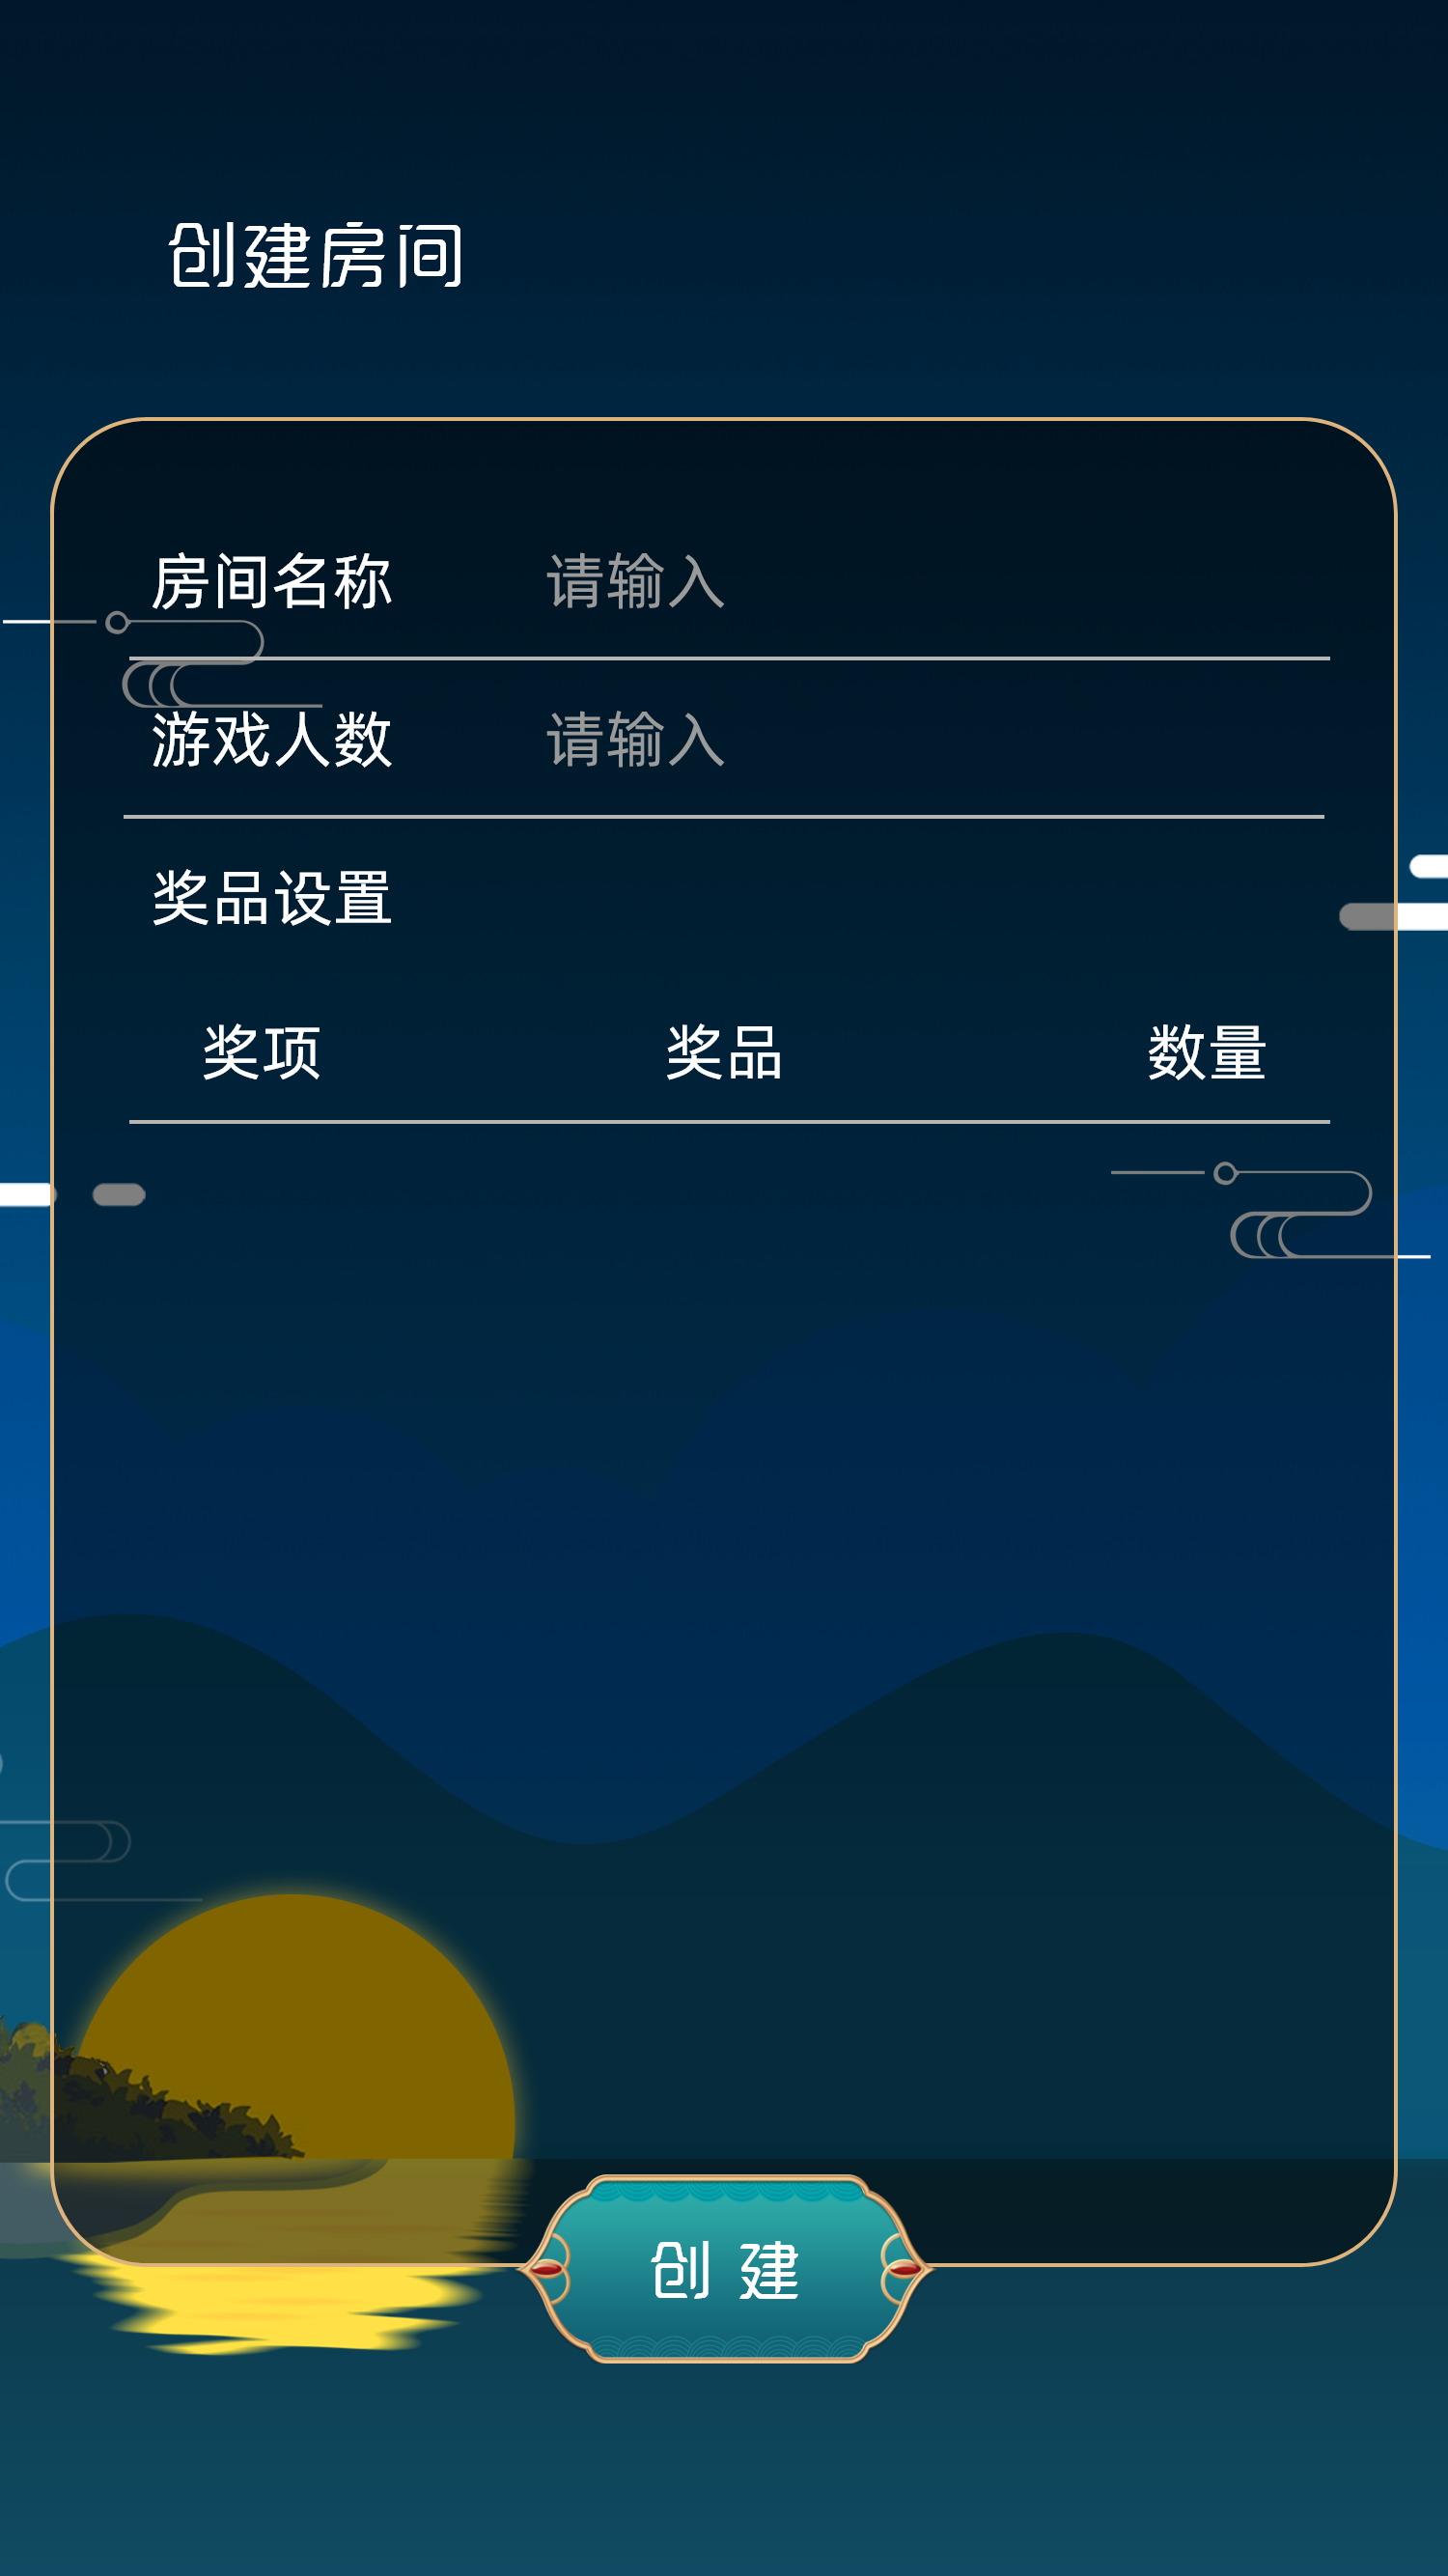 创建房间
房间名称 请输入
游戏人数 请输入
奖品设置
奖项 奖品 数量
创 建